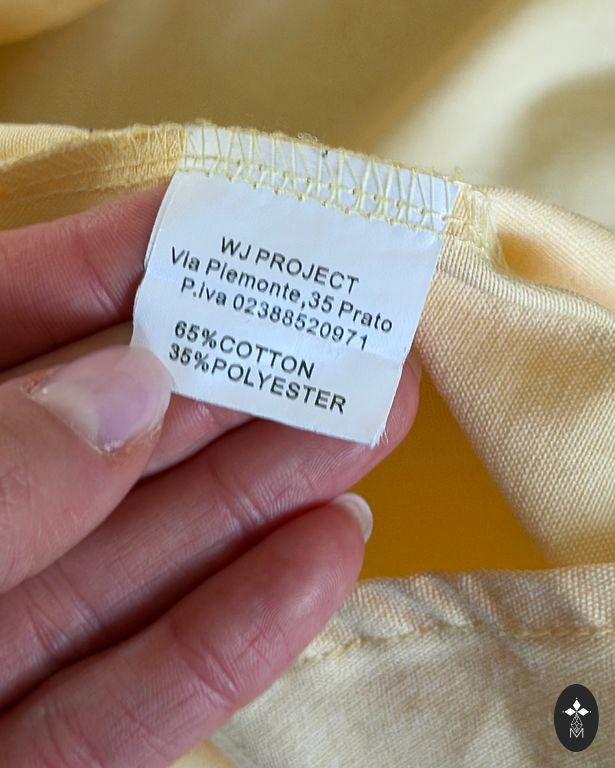 WJ PROJECT
Via Piemonte,35 Prato
P.iva 02388520971
65%COTTON
35%POLYESTER
M